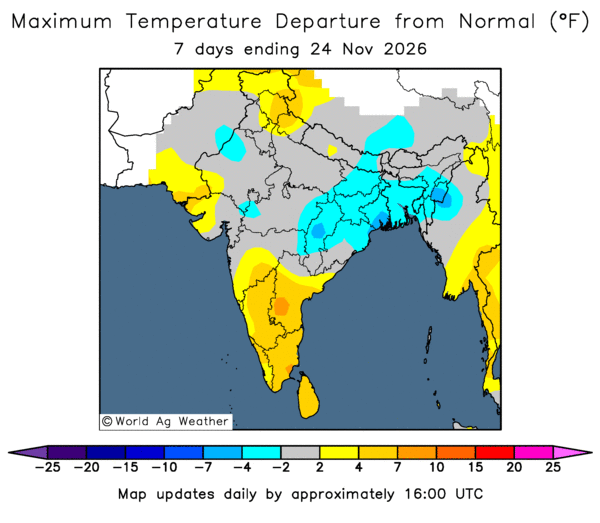 Maximum Temperature Departure from Normal (°F)
7 days ending 24 Nov 2026
©World Ag Weather
-25 -20 -15 -10 -7 -4 -2 2 4 7 10 15 20 25
Map updates daily by approximately 16:00 UTC